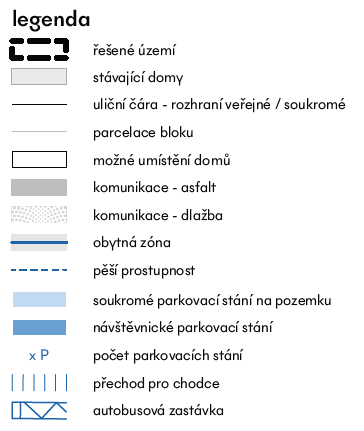 legenda
řešené území
stávající domy
uliční čára - rozhraní veřejné / soukromé
parcelace bloku
možné umístění domů
komunikace - asfalt
komunikace - dlažba
obytná zóna
pěší prostupnost
soukromé parkovací stání na pozemku
návštěvnické parkovací stání
x P počet parkovacích stání
přechod pro chodce
autobusová zastávka